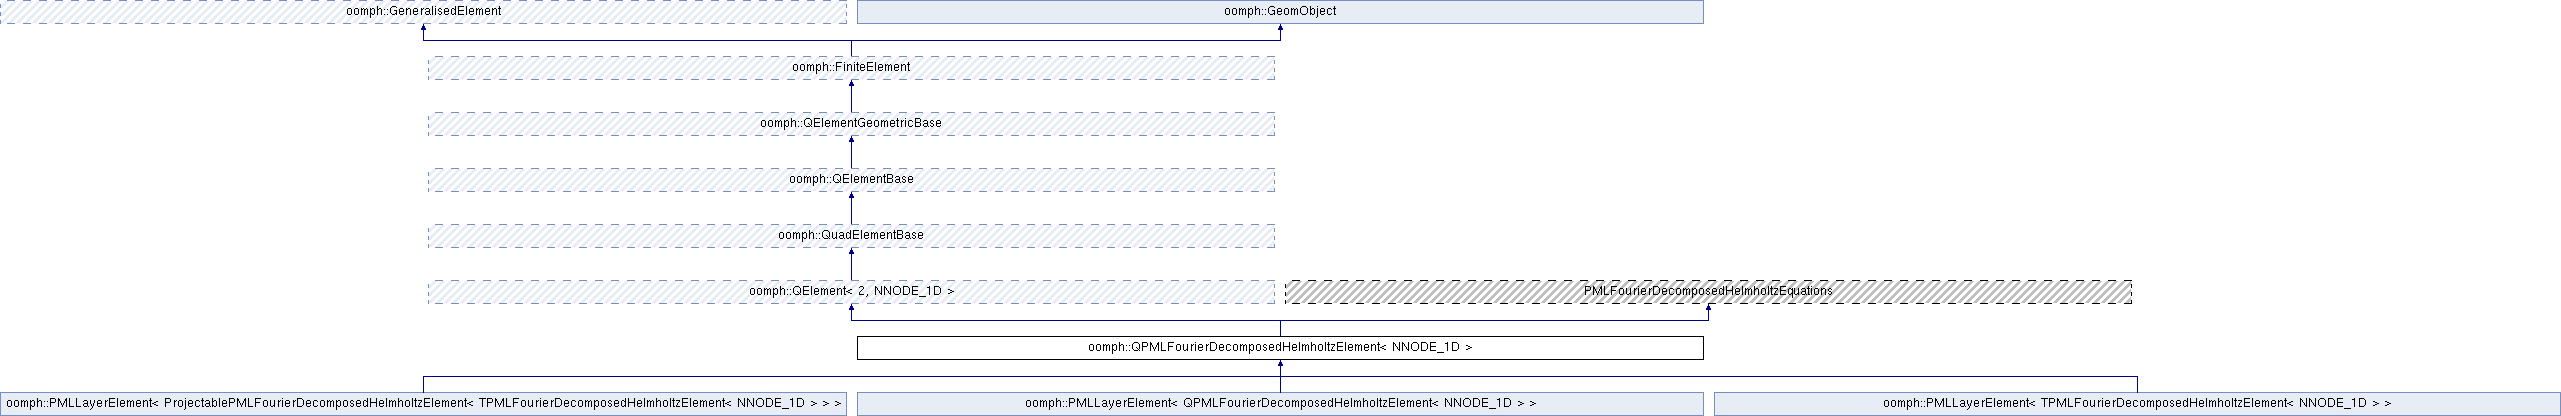 oomph::GeneralisedElement
oomph::GeomObject
oomph::FiniteElement
oomph::QElementGeometricBase
oomph::QElementBase
oomph::QuadElementBase
oomph::QElement< 2, NNODE_1D >
PMLFourierDecomposedHelmholtzEquations
oomph::QPMLFourierDecomposedHelmholtzElement< NNODE_1D >
oomph::PMLLayerElement< ProjectablePMLFourierDecomposedHelmholtzElement< TPMLFourierDecomposedHelmholtzElement< NNODE_1D > > >
oomph::PMLLayerElement< QPMLFourierDecomposedHelmholtzElement< NNODE_1D > >
oomph::PMLLayerElement< TPMLFourierDecomposedHelmholtzElement< NNODE_1D > >